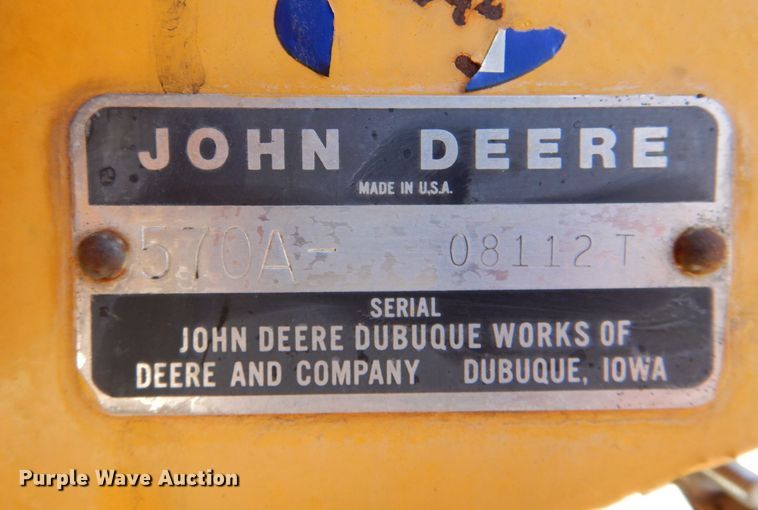 JOHN DEERE
MADE IN U.S.A.
570A- 08112 T
SERIAL
JOHN DEERE DUBUQUE WORKS OF
DEERE AND COMPANY DUBUQUE, IOWA
Purple Wave Auction